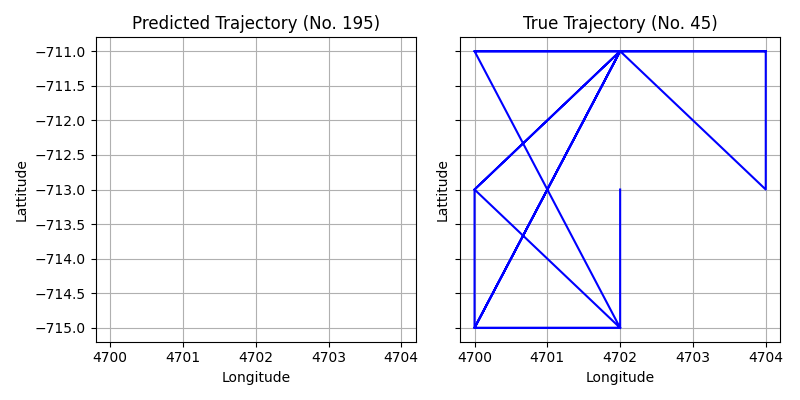 Predicted Trajectory (No. 195)
True Trajectory (No. 45)
−711.0
−711.5
−712.0
−712.5
−713.0
−713.5
−714.0
−714.5
−715.0
Lattitude
Lattitude
4700 4701 4702 4703 4704
4700 4701 4702 4703 4704
Longitude
Longitude